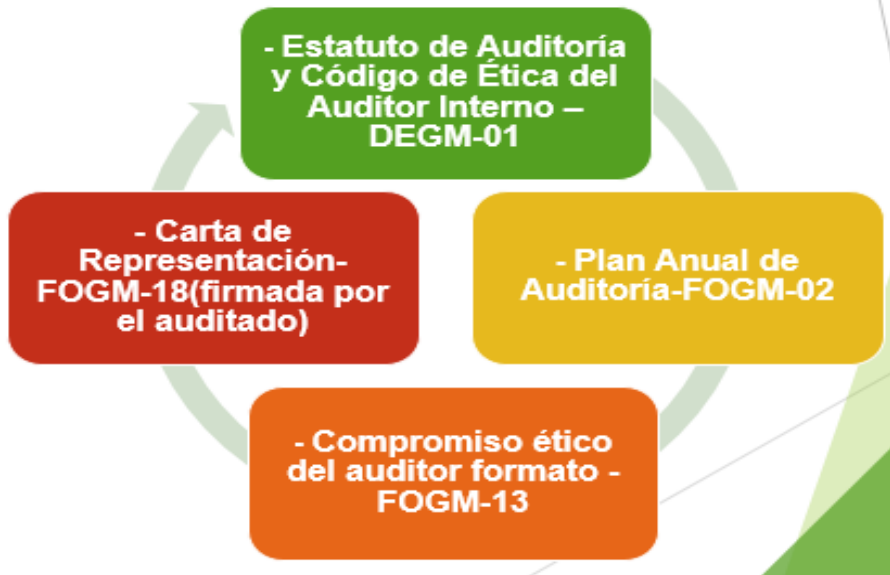 - Estatuto de Auditoría
y Código de Ética del
Auditor Interno –
DEGM-01
- Plan Anual de
Auditoría-FOGM-02
- Compromiso ético
del auditor formato -
FOGM-13
- Carta de
Representación-
FOGM-18(firmada por
el auditado)